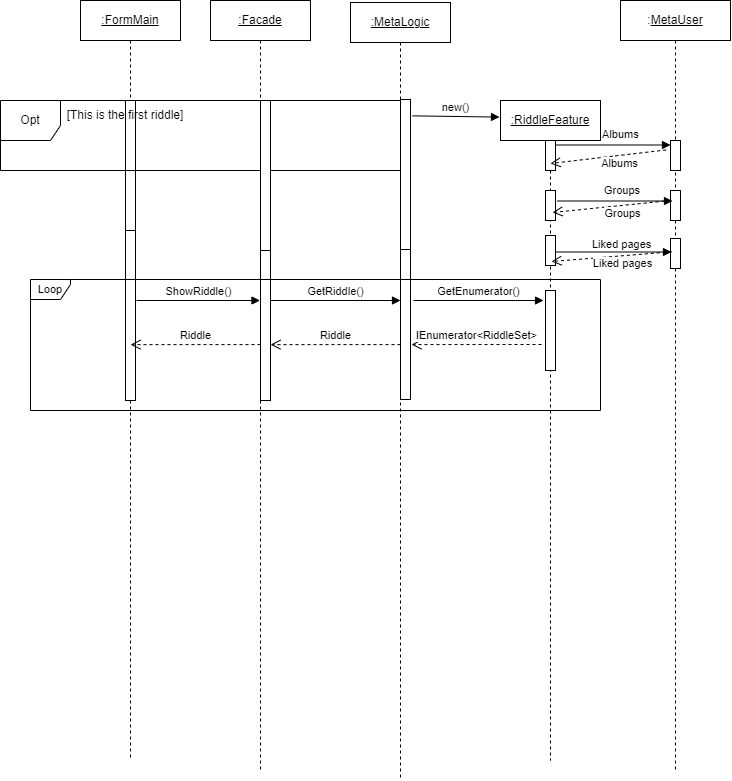 :FormMain
:Facade
:MetaLogic
:MetaUser
Opt
[This is the first riddle]
new()
:RiddleFeature
Albums
Albums
Groups
Groups
Liked pages
Liked pages
Loop
ShowRiddle()
GetRiddle()
GetEnumerator()
Riddle
Riddle
IEnumerator<RiddleSet>